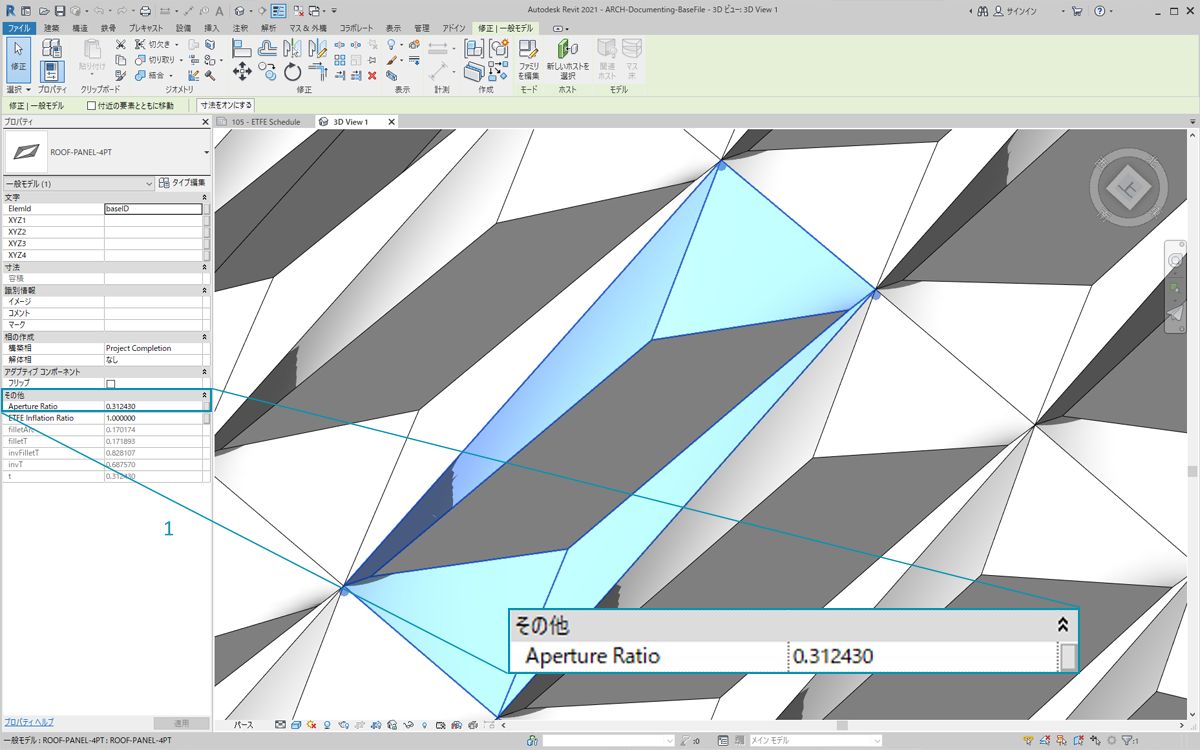 Autodesk Revit 2021 - ARCH-Documenting-BaseFile - 3D ビュー: 3D View 1
サインイン
ファイル 建築 構造 鉄骨 プレキャスト 設備 挿入 注釈 解析 マス & 外構 コラボレート 表示 管理 アドイン 修正 | 一般モデル
修正
貼り付け
切欠き
切り取り
結合
ファミリを編集
新しいホストを選択
関連ホスト
マス床
選択 プロパティ クリップボード ジオメトリ 修正 表示 計測 作成 モード ホスト モデル
修正 | 一般モデル 付近の要素とともに移動 寸法をオンにする
プロパティ
105 - ETFE Schedule
3D View 1
ROOF-PANEL-4PT
一般モデル (1) タイプ編集
文字
ElemId baseID
XYZ1
XYZ2
XYZ3
XYZ4
寸法
容積
識別情報
イメージ
コメント
マーク
相の作成
構築相 Project Completion
解体相 なし
アダプティブ コンポーネント
フリップ
その他
Aperture Ratio 0.312430
ETFE Inflation Ratio 1.000000
filletArc 0.170174
filletT 0.171893
invFilletT 0.828107
invT 0.687570
t 0.312430
上
1
その他
Aperture Ratio 0.312430
プロパティ ヘルプ 適用
パース
一般モデル : ROOF-PANEL-4PT : ROOF-PANEL-4PT
:0
メイン モデル
:1